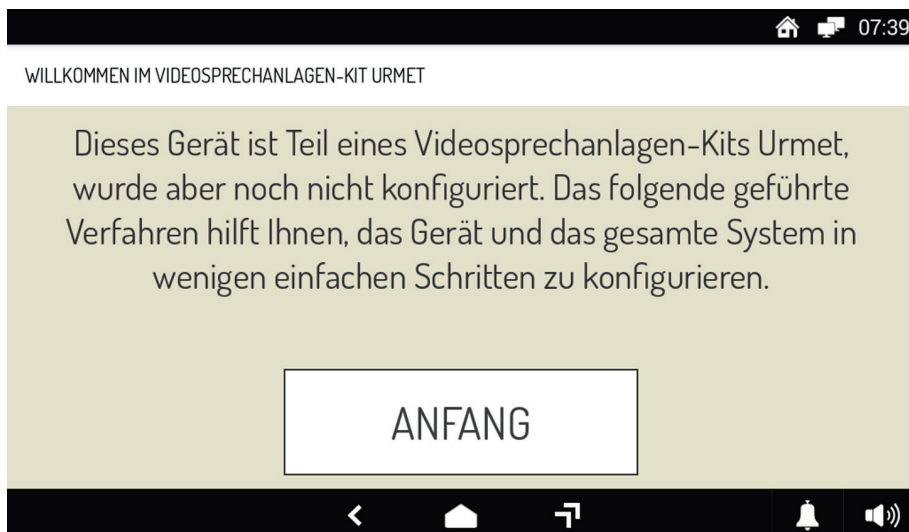 07:39
WILLKOMMEN IM VIDEOSPRECHANLAGEN-KIT URMET
Dieses Gerät ist Teil eines Videosprechanlagen-Kits Urmet,
wurde aber noch nicht konfiguriert. Das folgende geführte
Verfahren hilft Ihnen, das Gerät und das gesamte System in
wenigen einfachen Schritten zu konfigurieren.
ANFANG